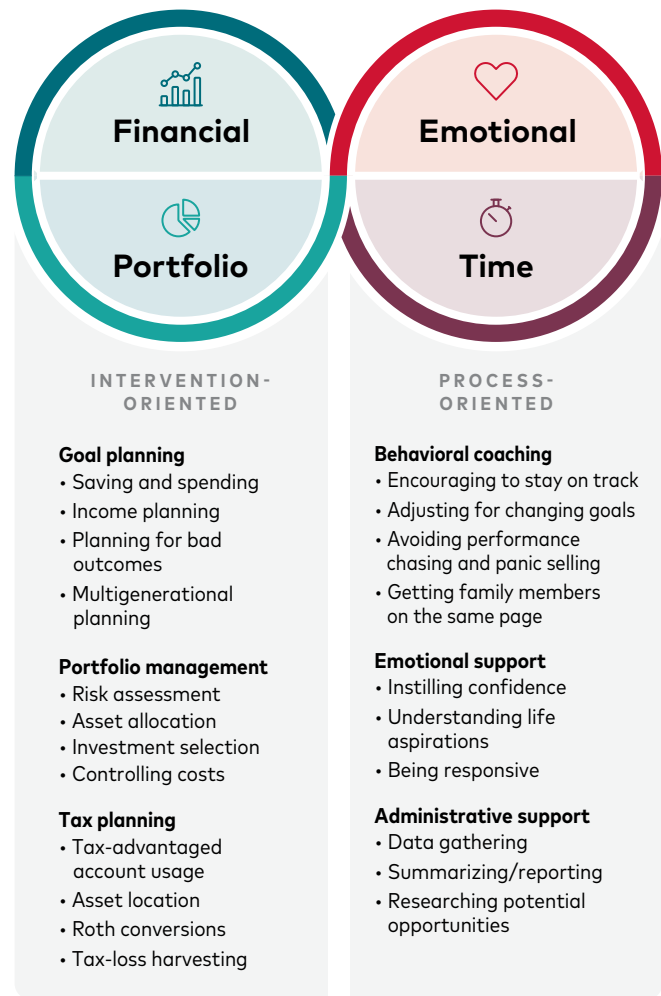 Financial
Portfolio
Emotional
Time
INTERVENTION-
ORIENTED
Goal planning
• Saving and spending
• Income planning
• Planning for bad
outcomes
• Multigenerational
planning
Portfolio management
• Risk assessment
• Asset allocation
• Investment selection
• Controlling costs
Tax planning
• Tax-advantaged
account usage
• Asset location
• Roth conversions
• Tax-loss harvesting
PROCESS-
ORIENTED
Behavioral coaching
• Encouraging to stay on track
• Adjusting for changing goals
• Avoiding performance
chasing and panic selling
• Getting family members
on the same page
Emotional support
• Instilling confidence
• Understanding life
aspirations
• Being responsive
Administrative support
• Data gathering
• Summarizing/reporting
• Researching potential
opportunities